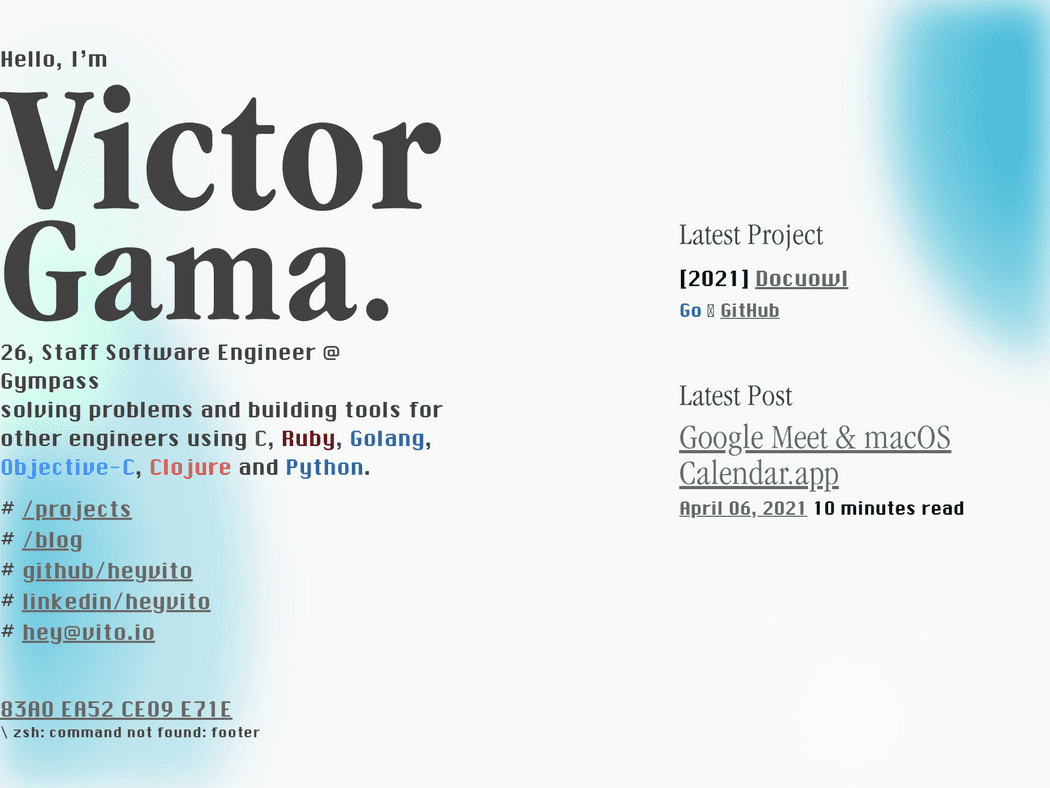 Hello, I’m
Victor
Gama.
26, Staff Software Engineer @
Gympass
solving problems and building tools for
other engineers using C, Ruby, Golang,
Objective-C, Clojure and Python.
# /projects
# /blog
# github/heyvito
# linkedin/heyvito
# hey@vito.io
83A0 EA52 CE09 E71E
\ zsh: command not found: footer
Latest Project
[2021] Docuowl
Go GitHub
Latest Post
Google Meet & macOS
Calendar.app
April 06, 2021 10 minutes read